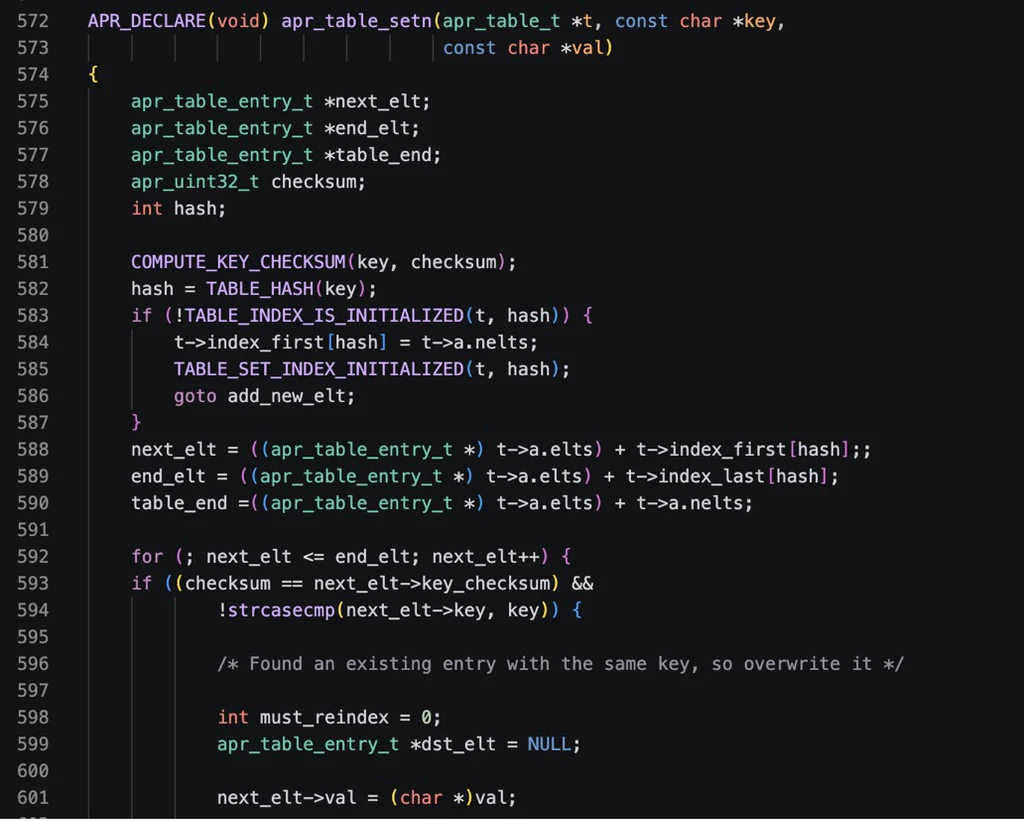 572 APR_DECLARE(void) apr_table_setn(apr_table_t *t, const char *key,
573                                  const char *val)
574 {
575     apr_table_entry_t *next_elt;
576     apr_table_entry_t *end_elt;
577     apr_table_entry_t *table_end;
578     apr_uint32_t checksum;
579     int hash;
580
581     COMPUTE_KEY_CHECKSUM(key, checksum);
582     hash = TABLE_HASH(key);
583     if (!TABLE_INDEX_IS_INITIALIZED(t, hash)) {
584         t->index_first[hash] = t->a.nelts;
585         TABLE_SET_INDEX_INITIALIZED(t, hash);
586         goto add_new_elt;
587     }
588     next_elt = ((apr_table_entry_t *) t->a.elts) + t->index_first[hash];;
589     end_elt = ((apr_table_entry_t *) t->a.elts) + t->index_last[hash];
590     table_end =((apr_table_entry_t *) t->a.elts) + t->a.nelts;
591
592     for (; next_elt <= end_elt; next_elt++) {
593     if ((checksum == next_elt->key_checksum) &&
594             !strcasecmp(next_elt->key, key)) {
595
596             /* Found an existing entry with the same key, so overwrite it */
597
598             int must_reindex = 0;
599             apr_table_entry_t *dst_elt = NULL;
600
601             next_elt->val = (char *)val;